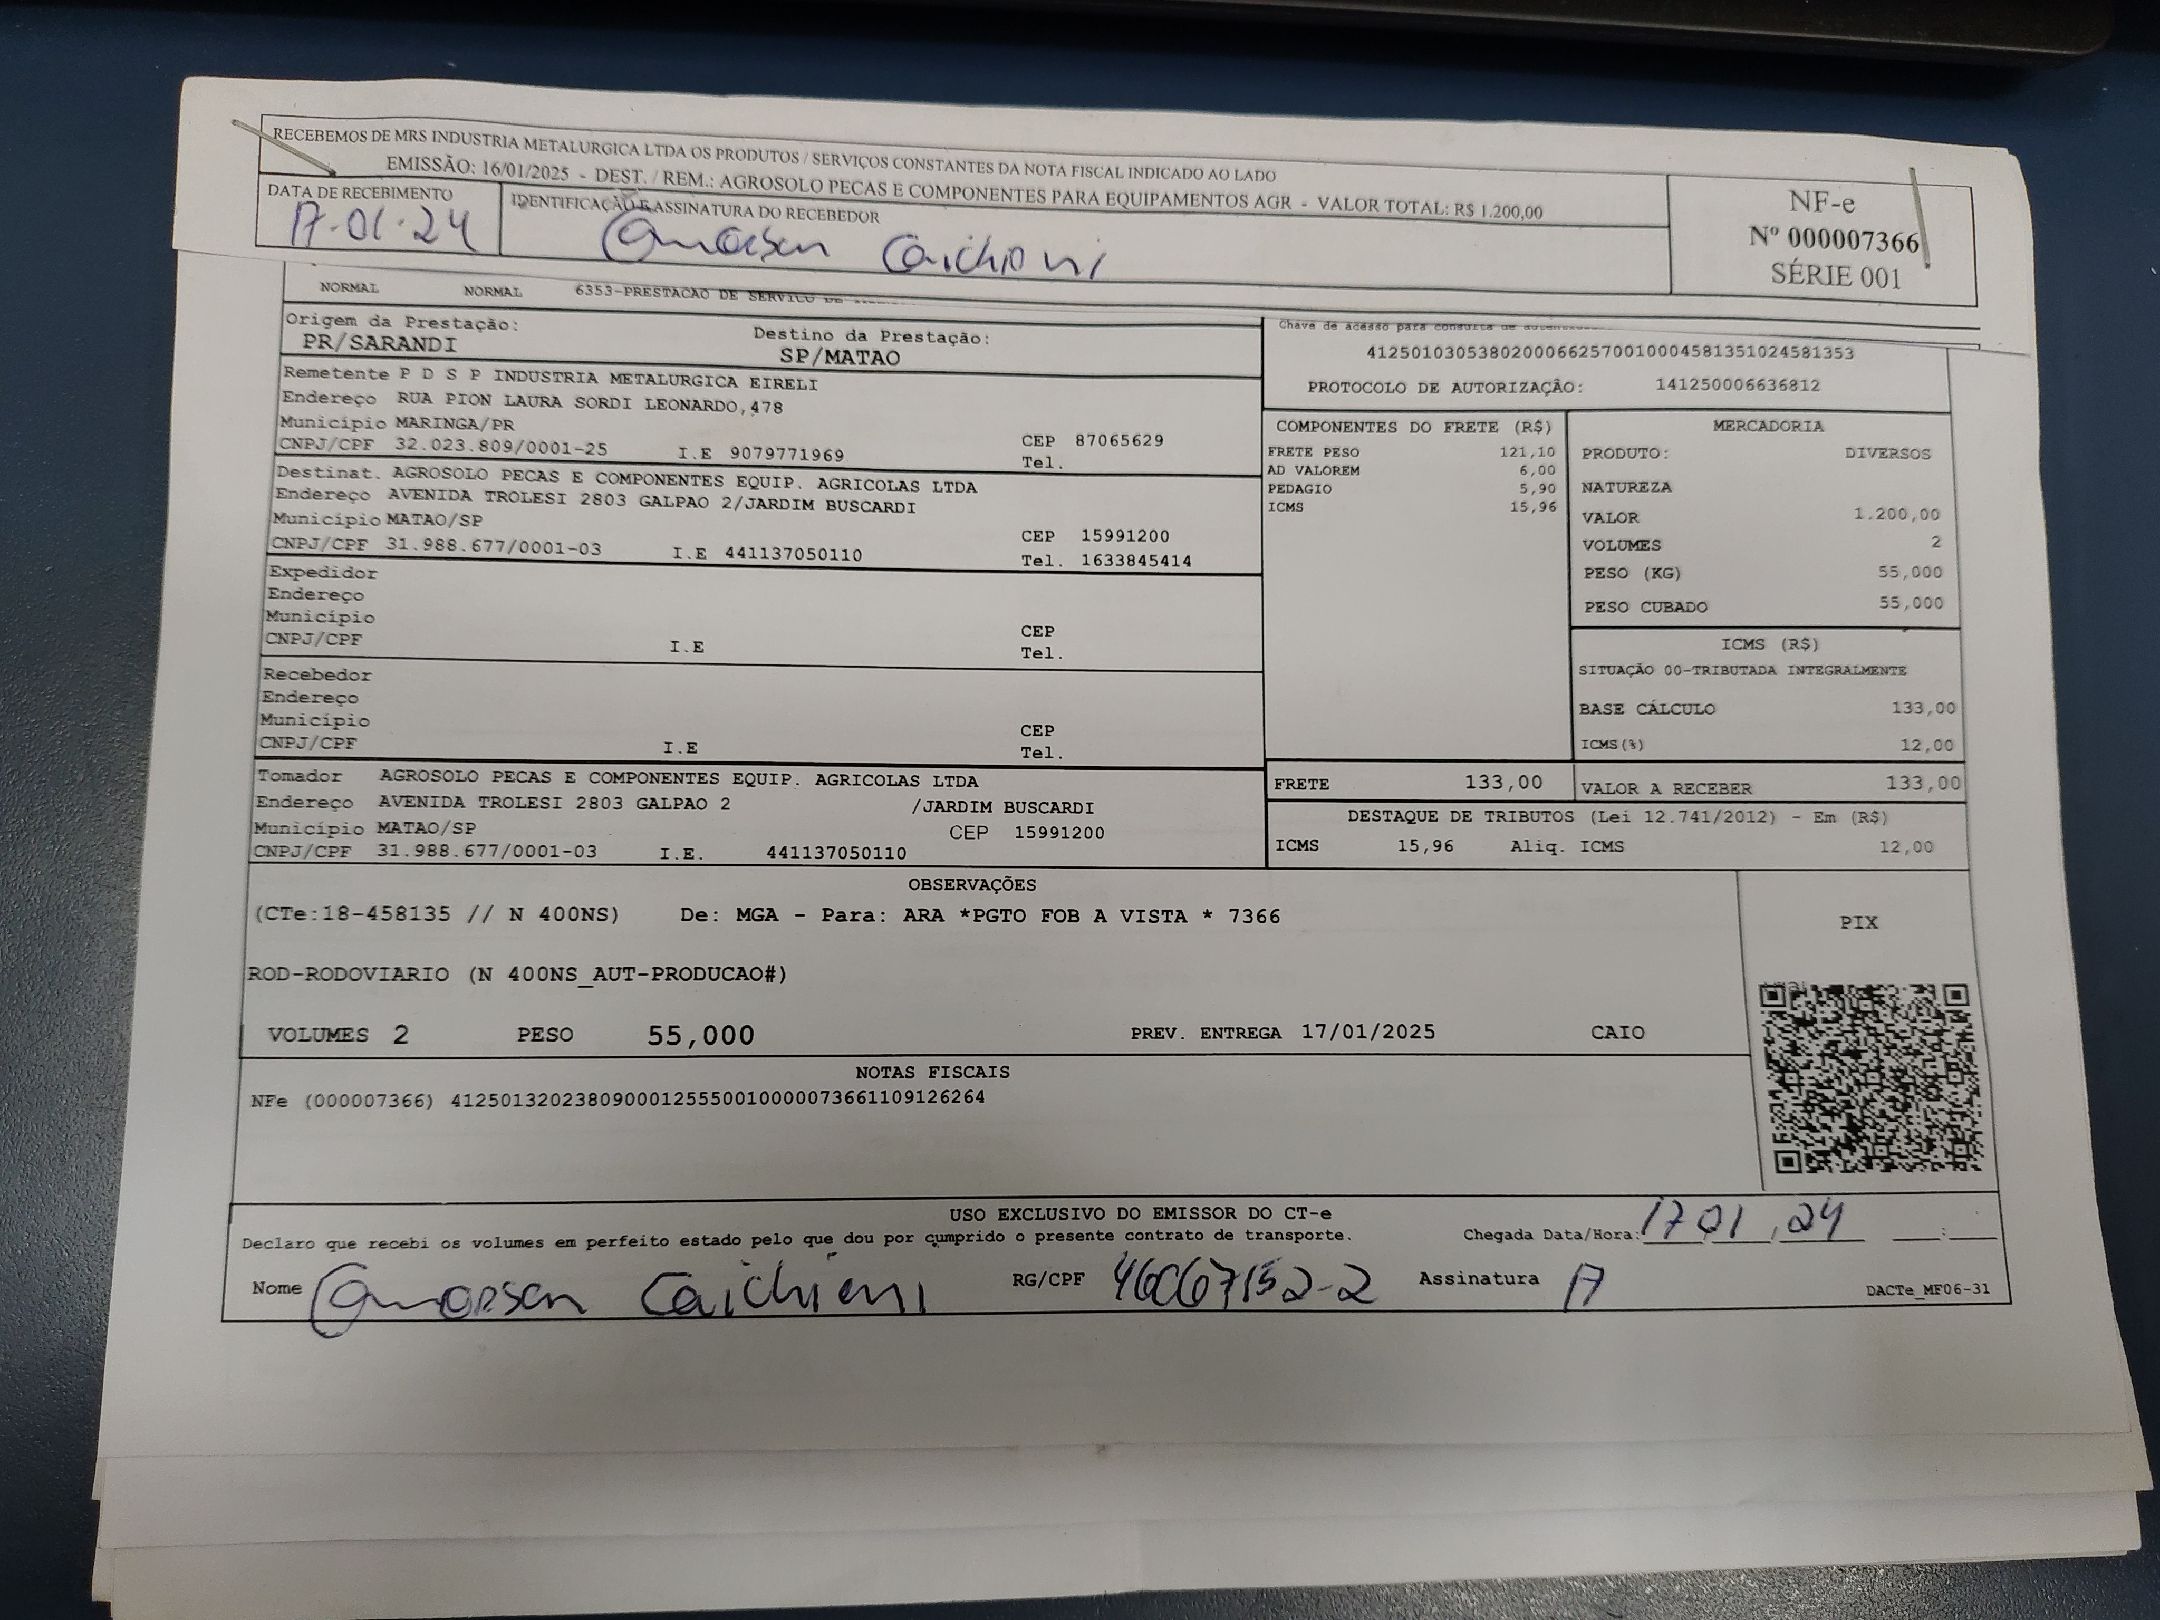 RECEBEMOS DE MRS INDUSTRIA METALURGICA LTDA OS PRODUTOS / SERVIÇOS CONSTANTES DA NOTA FISCAL INDICADO AO LADO
EMISSÃO: 16/01/2025 - DEST. / REM.: AGROSOLO PECAS E COMPONENTES PARA EQUIPAMENTOS AGR - VALOR TOTAL: R$ 1.200,00
DATA DE RECEBIMENTO
17.01.24
IDENTIFICAÇÃO E ASSINATURA DO RECEBEDOR
NF-e
Nº 000007366
SÉRIE 001
NORMAL NORMAL 6353-PRESTACAO DE SERVICO DE
Origem da Prestação:
PR/SARANDI
Destino da Prestação:
SP/MATAO
Chave de acesso para consulta de
41250103053802000662570010004581351024581353
PROTOCOLO DE AUTORIZAÇÃO: 141250006636812
Remetente P D S P INDUSTRIA METALURGICA EIRELI
Endereço RUA PION LAURA SORDI LEONARDO,478
Município MARINGA/PR
CEP 87065629
CNPJ/CPF 32.023.809/0001-25 I.E 9079771969 Tel.
Destinat. AGROSOLO PECAS E COMPONENTES EQUIP. AGRICOLAS LTDA
Endereço AVENIDA TROLESI 2803 GALPAO 2/JARDIM BUSCARDI
Município MATAO/SP CEP 15991200
CNPJ/CPF 31.988.677/0001-03 I.E 441137050110 Tel. 1633845414
Expedidor
Endereço
Município CEP
CNPJ/CPF I.E Tel.
Recebedor
Endereço
Município CEP
CNPJ/CPF I.E Tel.
Tomador AGROSOLO PECAS E COMPONENTES EQUIP. AGRICOLAS LTDA
Endereço AVENIDA TROLESI 2803 GALPAO 2 /JARDIM BUSCARDI
Município MATAO/SP CEP 15991200
CNPJ/CPF 31.988.677/0001-03 I.E. 441137050110
COMPONENTES DO FRETE (R$)
FRETE PESO 121,10
AD VALOREM 6,00
PEDAGIO 5,90
ICMS 15,96
MERCADORIA
PRODUTO: DIVERSOS
NATUREZA
VALOR 1.200,00
VOLUMES 2
PESO (KG) 55,000
PESO CUBADO 55,000
ICMS (R$)
SITUAÇÃO 00-TRIBUTADA INTEGRALMENTE
BASE CÁLCULO 133,00
ICMS(%) 12,00
FRETE 133,00 VALOR A RECEBER 133,00
DESTAQUE DE TRIBUTOS (Lei 12.741/2012) - Em (R$)
ICMS 15,96 Aliq. ICMS 12,00
OBSERVAÇÕES
(CTe:18-458135 // N 400NS) De: MGA - Para: ARA *PGTO FOB A VISTA * 7366
ROD-RODOVIARIO (N 400NS_AUT-PRODUCAO#)
VOLUMES 2 PESO 55,000 PREV. ENTREGA 17/01/2025 CAIO
PIX
NOTAS FISCAIS
NFe (000007366) 41250132023809000125550010000073661109126264
USO EXCLUSIVO DO EMISSOR DO CT-e
Declaro que recebi os volumes em perfeito estado pelo que dou por cumprido o presente contrato de transporte.
Chegada Data/Hora: 17 01 24 :
Nome RG/CPF 46067152-2 Assinatura
DACTe_MF06-31